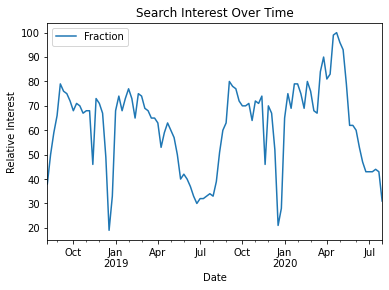 Search Interest Over Time
Fraction
Relative Interest
100
90
80
70
60
50
40
30
20
Oct
Jan
2019
Apr
Jul
Oct
Jan
2020
Apr
Jul
Date